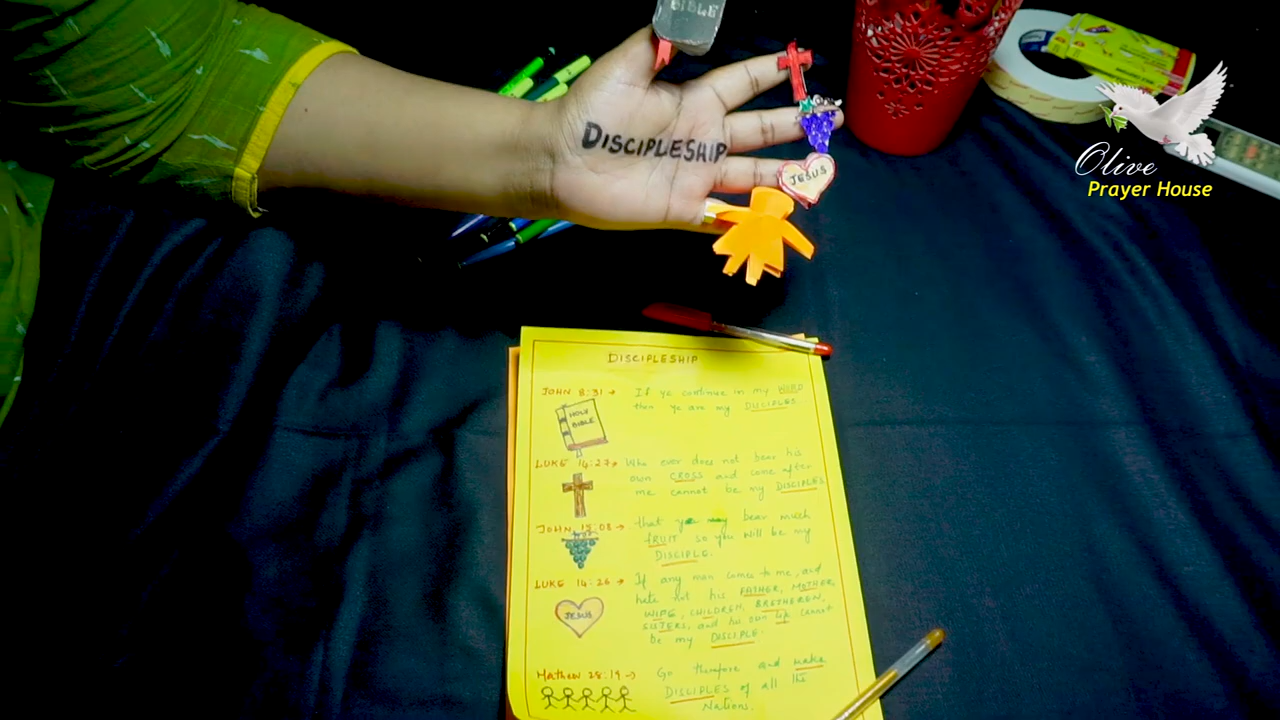 BIBLE
DISCIPLESHIP
JESUS
Olive
Prayer House
DISCIPLESHIP
JOHN 8:31 → If ye continue in my WORD
then ye are my DISCIPLES
HOLY
BIBLE
LUKE 14:27 → Who ever does not bear his
own CROSS and come after
me cannot be my DISCIPLES
JOHN 15:08 → that you may bear much
fRUIT so you will be my
DISCIPLE.
LUKE 14:26 → If any man comes to me, and
hate not his FATHER, MOTHER,
WIFE, CHILDREN, BRETHEREN,
SISTERS, and his own life cannot
be my DISCIPLE.
JESUS
Mathew 28:19 → Go therefore and make
DISCIPLES of all the
Nations.